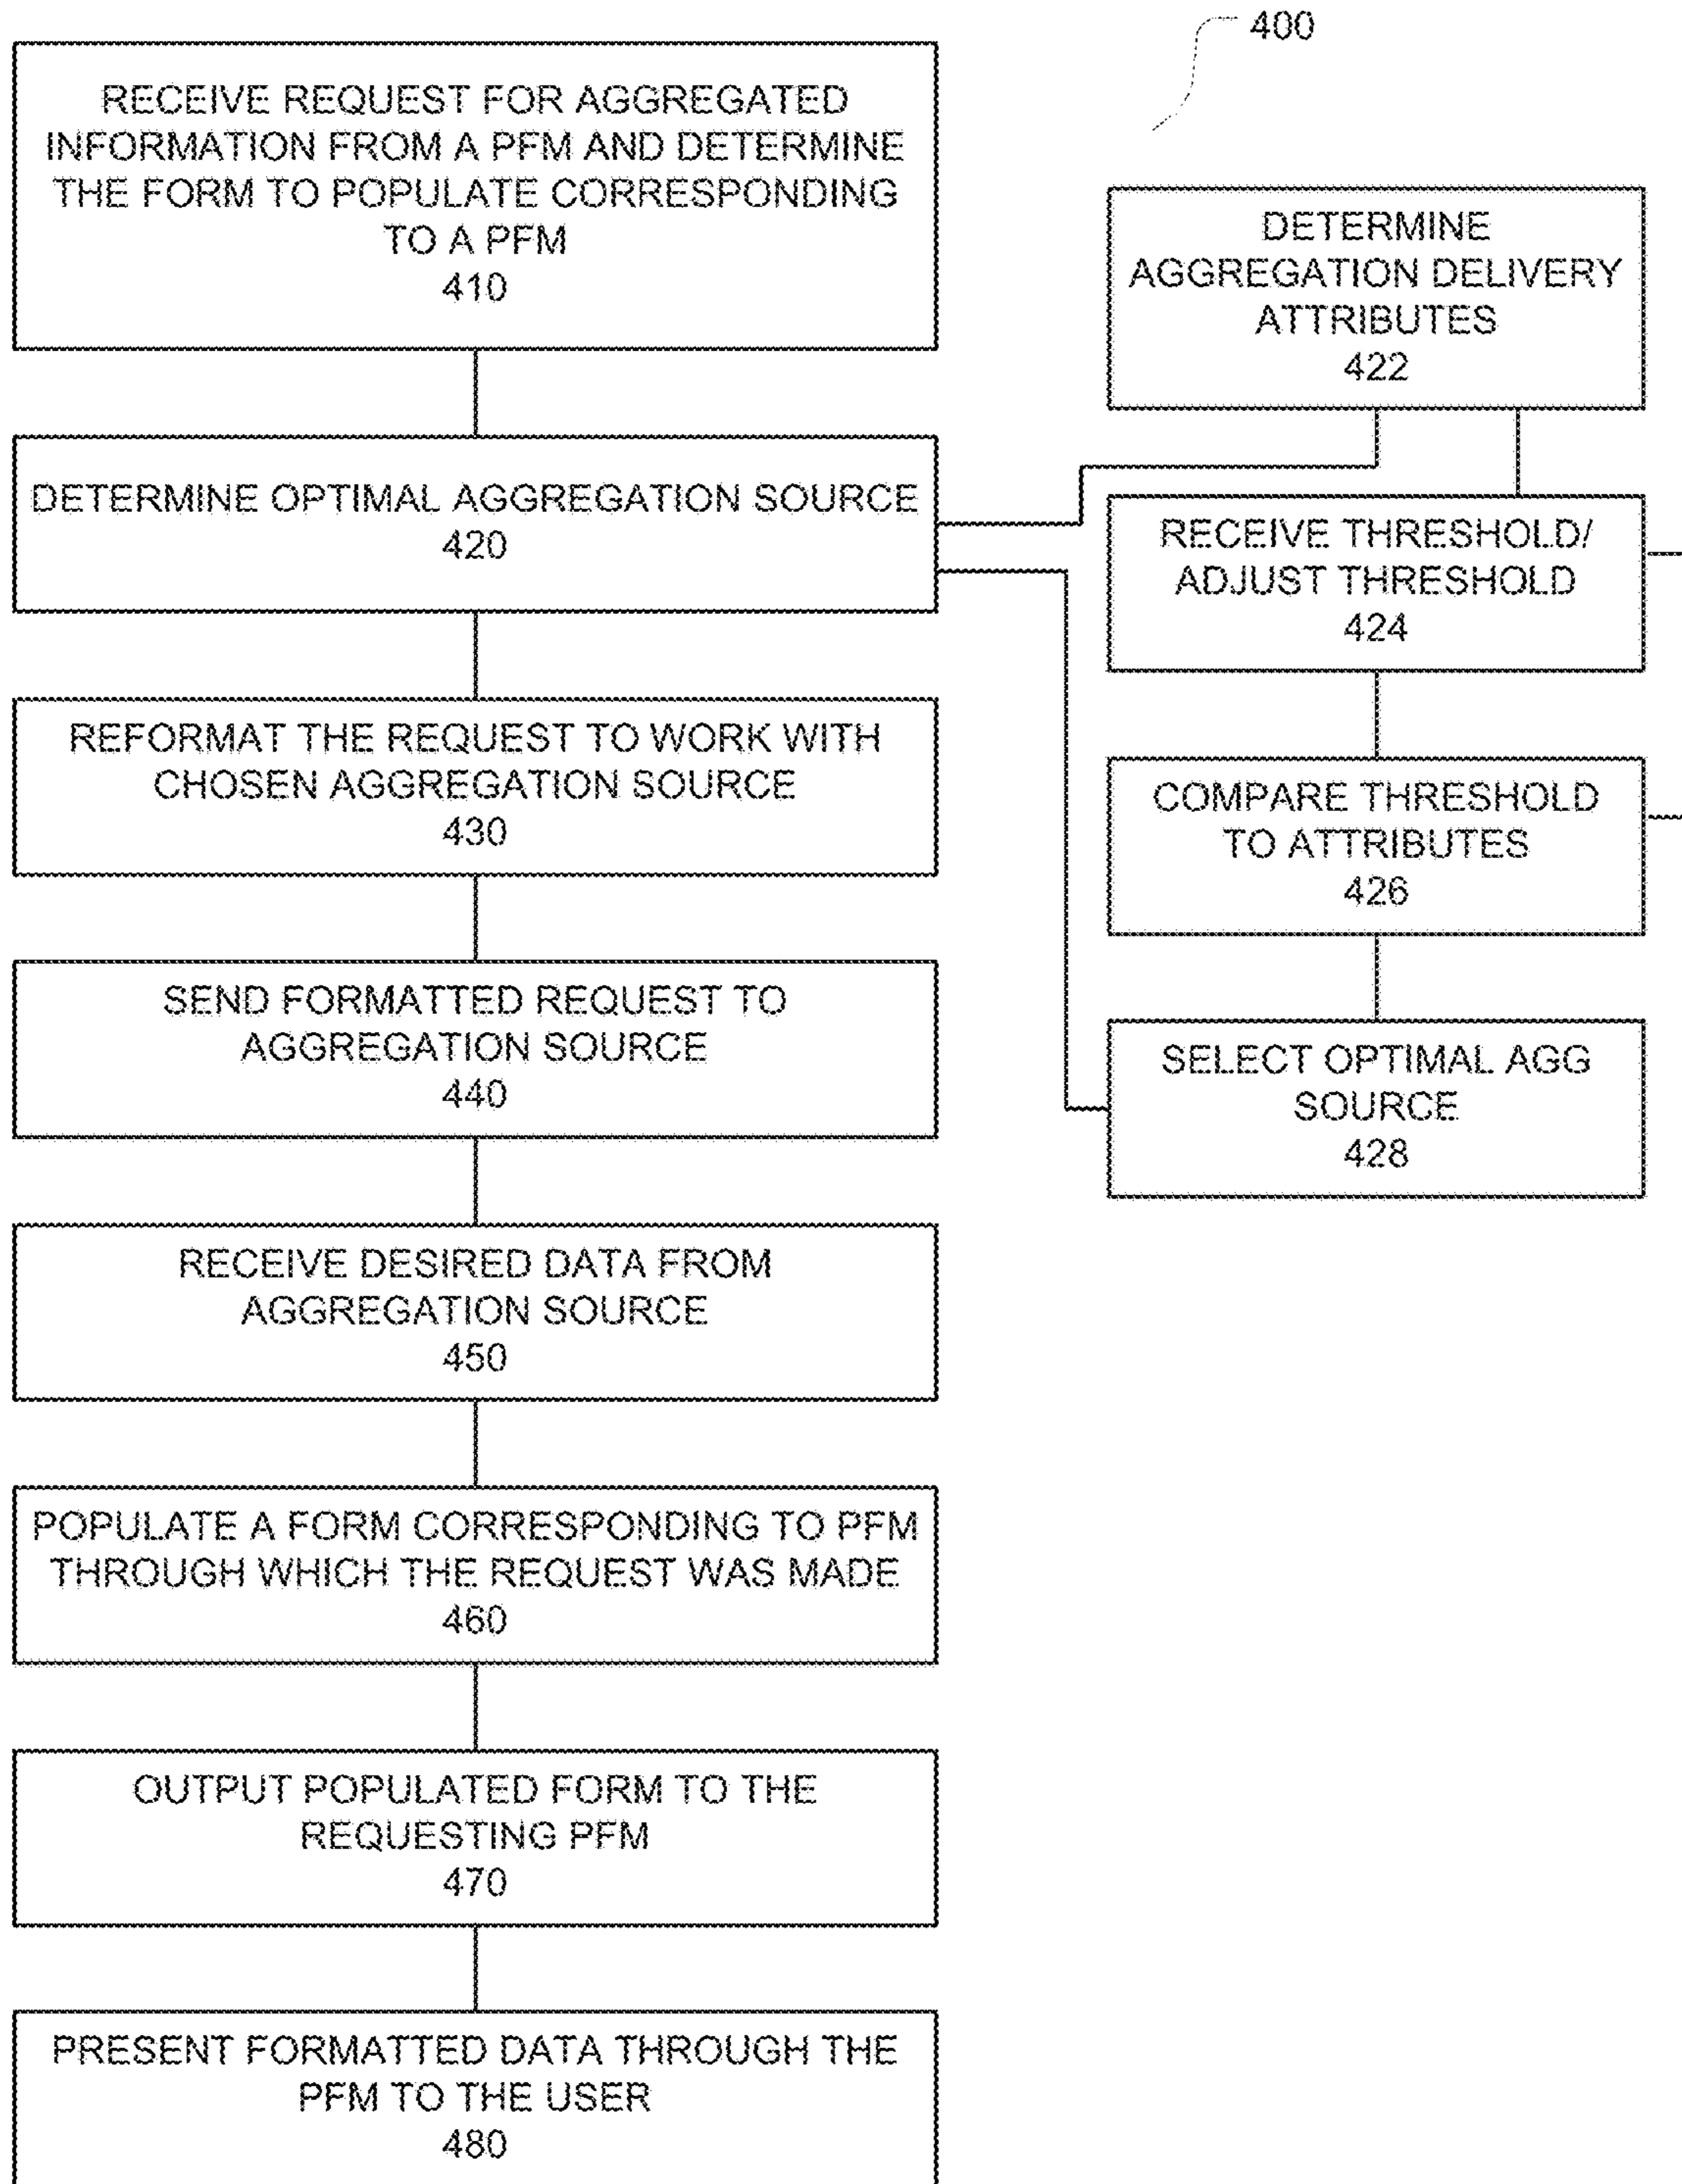 400
RECEIVE REQUEST FOR AGGREGATED
INFORMATION FROM A PFM AND DETERMINE
THE FORM TO POPULATE CORRESPONDING
TO A PFM
410
DETERMINE OPTIMAL AGGREGATION SOURCE
420
REFORMAT THE REQUEST TO WORK WITH
CHOSEN AGGREGATION SOURCE
430
SEND FORMATTED REQUEST TO
AGGREGATION SOURCE
440
RECEIVE DESIRED DATA FROM
AGGREGATION SOURCE
450
POPULATE A FORM CORRESPONDING TO PFM
THROUGH WHICH THE REQUEST WAS MADE
460
OUTPUT POPULATED FORM TO THE
REQUESTING PFM
470
PRESENT FORMATTED DATA THROUGH THE
PFM TO THE USER
480
DETERMINE
AGGREGATION DELIVERY
ATTRIBUTES
422
RECEIVE THRESHOLD/
ADJUST THRESHOLD
424
COMPARE THRESHOLD
TO ATTRIBUTES
426
SELECT OPTIMAL AGG
SOURCE
428